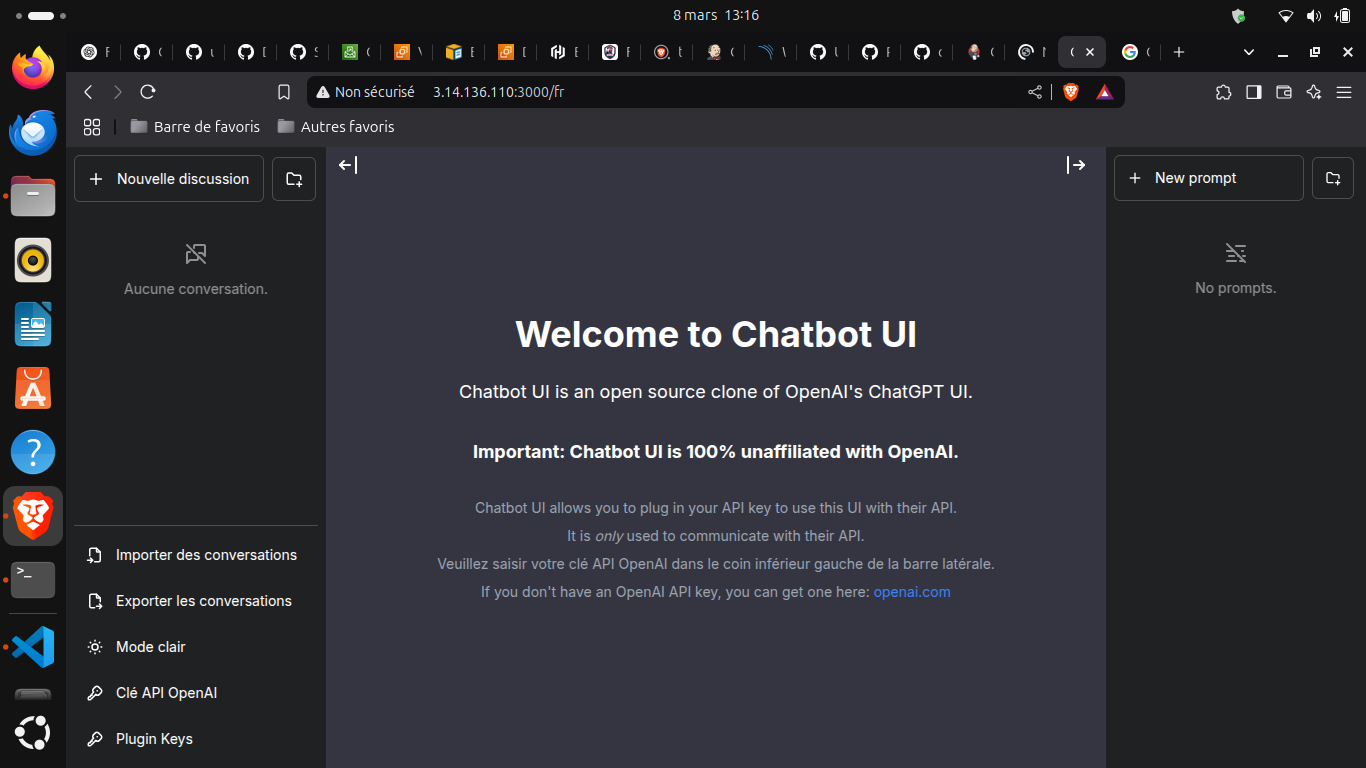 8 mars 13:16
Non sécurisé 3.14.136.110:3000/fr
Barre de favoris Autres favoris
Nouvelle discussion
Aucune conversation.
Importer des conversations
Exporter les conversations
Mode clair
Clé API OpenAI
Plugin Keys
Welcome to Chatbot UI
Chatbot UI is an open source clone of OpenAI's ChatGPT UI.
Important: Chatbot UI is 100% unaffiliated with OpenAI.
Chatbot UI allows you to plug in your API key to use this UI with their API.
It is only used to communicate with their API.
Veuillez saisir votre clé API OpenAI dans le coin inférieur gauche de la barre latérale.
If you don't have an OpenAI API key, you can get one here: openai.com
New prompt
No prompts.